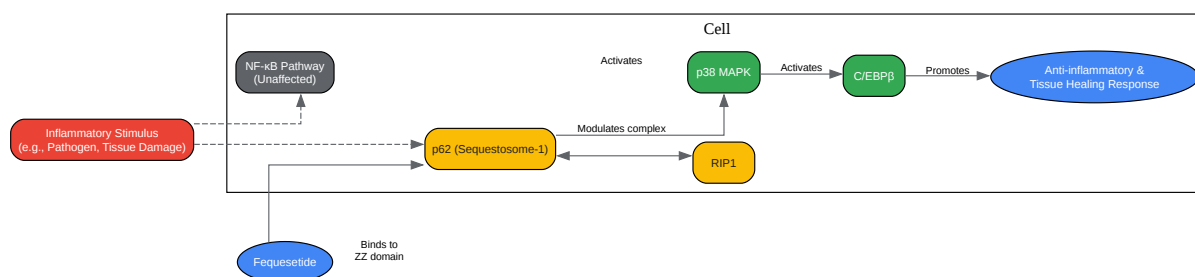 Cell
NF-κB Pathway
(Unaffected)
Activates
p38 MAPK
Activates
C/EBPβ
Promotes
Anti-inflammatory &
Tissue Healing Response
Inflammatory Stimulus
(e.g., Pathogen, Tissue Damage)
p62 (Sequestosome-1)
Modulates complex
RIP1
Fequesetide
Binds to
ZZ domain